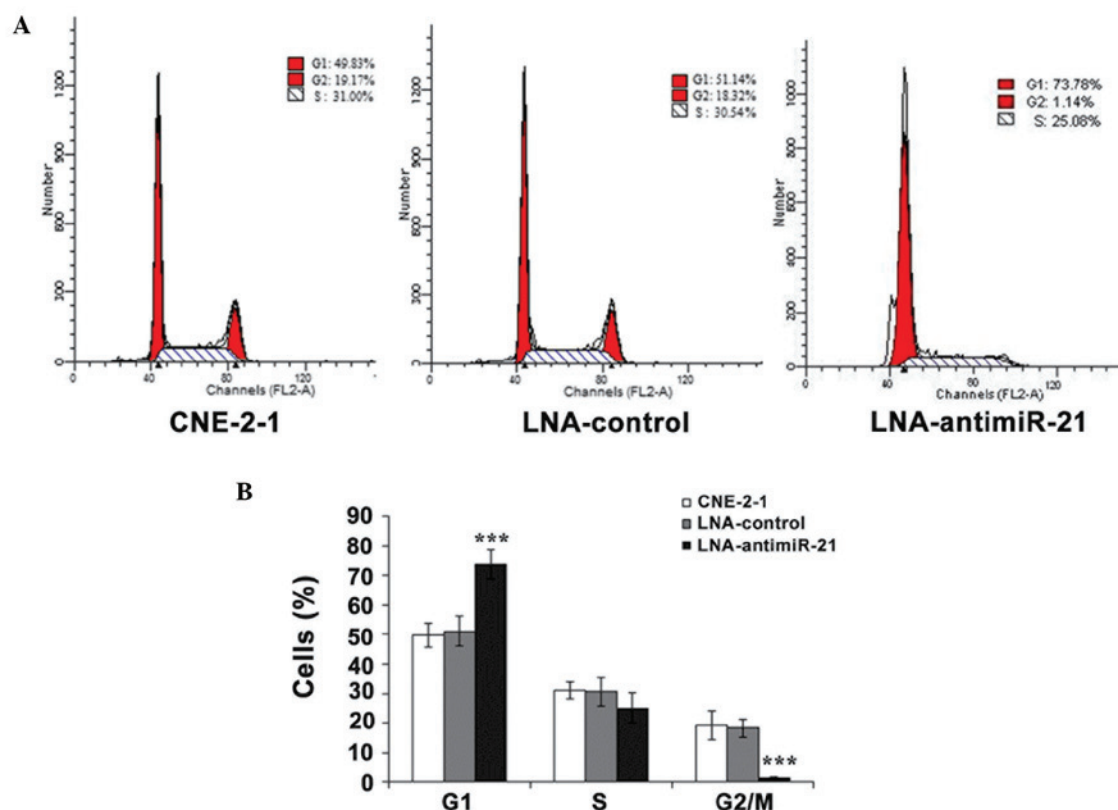 A
G1: 49.83%
G2: 19.17%
S : 31.00%
Number
0 300 600 900 1200
0 40 80 120
Channels (FL2-A)
CNE-2-1
G1: 51.14%
G2: 18.32%
S : 30.54%
Number
0 300 600 900 1200
0 40 80 120
Channels (FL2-A)
LNA-control
G1: 73.78%
G2: 1.14%
S: 25.08%
Number
0 200 400 600 800 1000
0 40 80 120
Channels (FL2-A)
LNA-antimiR-21
B
CNE-2-1
LNA-control
LNA-antimiR-21
Cells (%)
90
80
70
60
50
40
30
20
10
0
***
***
G1 S G2/M